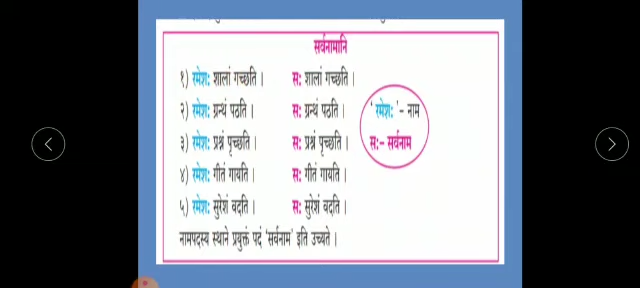 सर्वनामानि
१) रमेशः शालां गच्छति । सः शालां गच्छति ।
२) रमेशः ग्रन्थं पठति । सः ग्रन्थं पठति । ' रमेशः ' - नाम
३) रमेशः प्रश्नं पृच्छति । सः प्रश्नं पृच्छति । सः - सर्वनाम
४) रमेशः गीतं गायति । सः गीतं गायति ।
५) रमेशः सुरेशं वदति । सः सुरेशं वदति ।
नामपदस्य स्थाने प्रयुक्तं पदं 'सर्वनाम' इति उच्यते ।